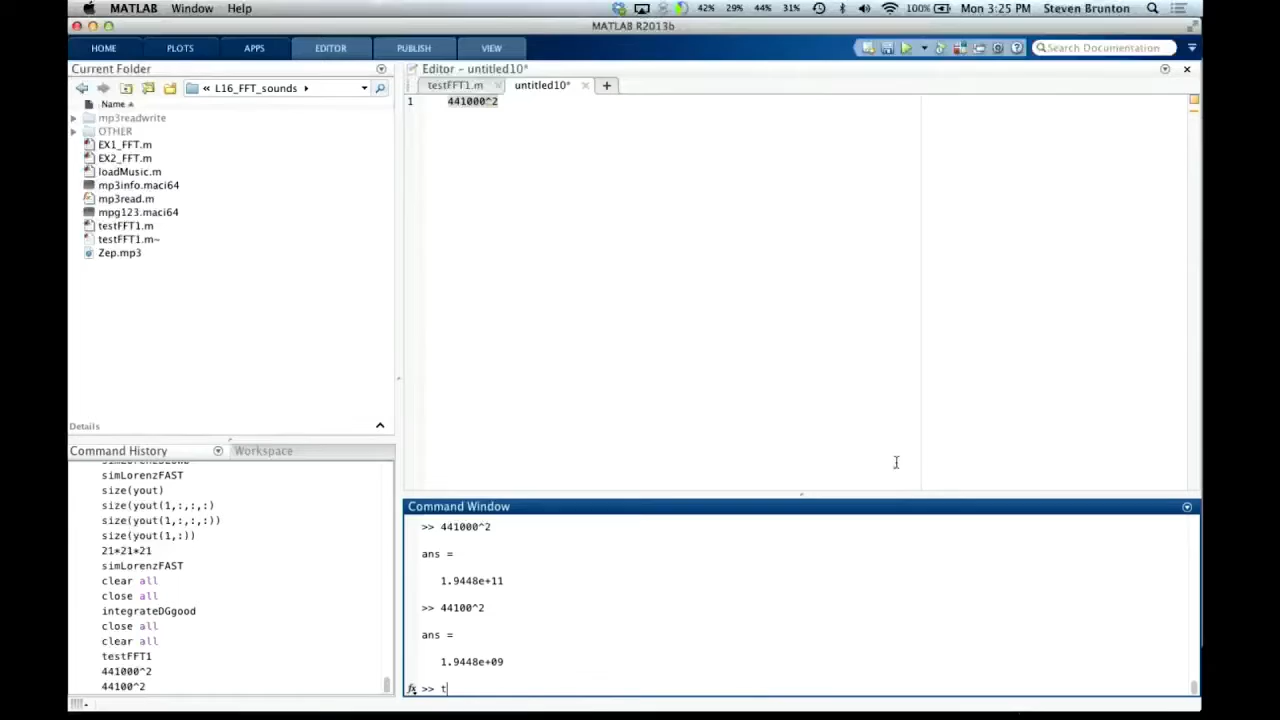 MATLAB Window Help 42% 29% 44% 31% 100% Mon 3:25 PM Steven Brunton
MATLAB R2013b
HOME PLOTS APPS EDITOR PUBLISH VIEW Search Documentation
Current Folder
Editor - untitled10*
« L16_FFT_sounds
testFFT1.m untitled10* +
Name
1 441000^2
mp3readwrite
OTHER
EX1_FFT.m
EX2_FFT.m
loadMusic.m
mp3info.maci64
mp3read.m
mpg123.maci64
testFFT1.m
testFFT1.m~
Zep.mp3
Details
Command History Workspace
simLorenzFAST
size(yout)
size(yout(1,:,:,:)
size(yout(1,:,:,:))
size(yout(1,:))
21*21*21
simLorenzFAST
clear all
close all
integrateDGgood
close all
clear all
testFFT1
441000^2
44100^2
Command Window
>> 441000^2
ans =
1.9448e+11
>> 44100^2
ans =
1.9448e+09
fx >> t